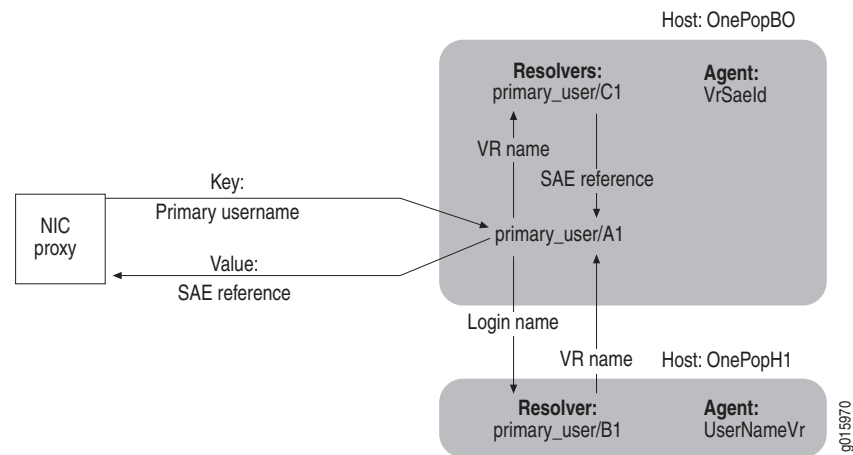 Host: OnePopBO
Resolvers:
primary_user/C1
Agent:
VrSaeId
VR name
SAE reference
Key:
Primary username
NIC
proxy
primary_user/A1
Value:
SAE reference
Login name
VR name
Host: OnePopH1
Resolver:
primary_user/B1
Agent:
UserNameVr
g015970